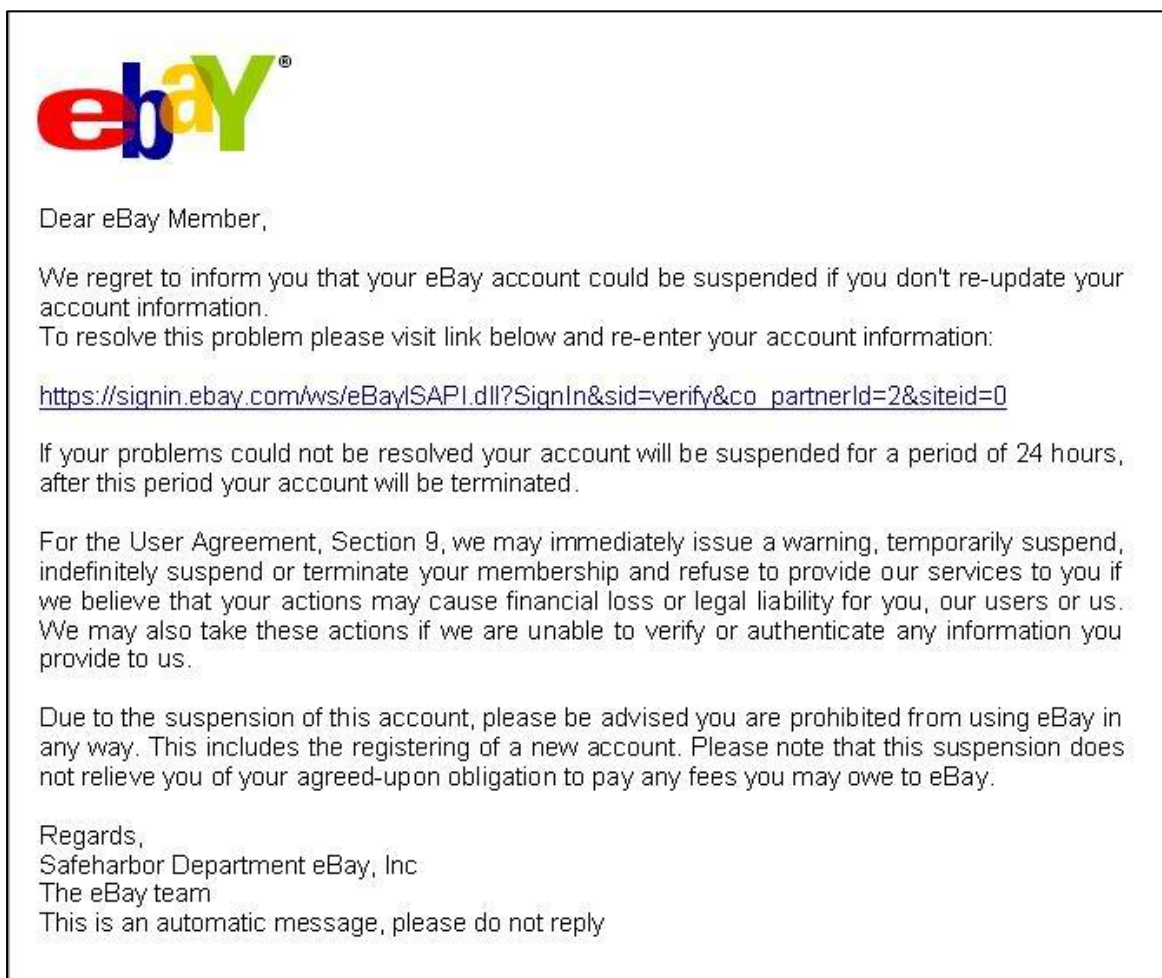 ebaY®
Dear eBay Member,
We regret to inform you that your eBay account could be suspended if you don't re-update your
account information.
To resolve this problem please visit link below and re-enter your account information:
https://signin.ebay.com/ws/eBayISAPI.dll?SignIn&sid=verify&co_partnerId=2&siteid=0
If your problems could not be resolved your account will be suspended for a period of 24 hours,
after this period your account will be terminated.
For the User Agreement, Section 9, we may immediately issue a warning, temporarily suspend,
indefinitely suspend or terminate your membership and refuse to provide our services to you if
we believe that your actions may cause financial loss or legal liability for you, our users or us.
We may also take these actions if we are unable to verify or authenticate any information you
provide to us.
Due to the suspension of this account, please be advised you are prohibited from using eBay in
any way. This includes the registering of a new account. Please note that this suspension does
not relieve you of your agreed-upon obligation to pay any fees you may owe to eBay.
Regards,
Safeharbor Department eBay, Inc
The eBay team
This is an automatic message, please do not reply